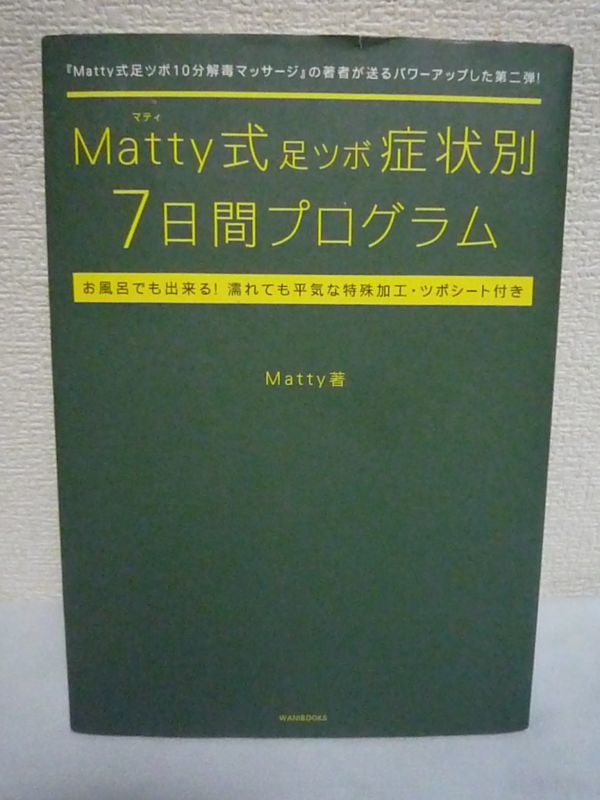 『Matty式足ツボ10分解毒マッサージ』の著者が送るパワーアップした第二弾!
マティ
Matty式 足ツボ 症状別
7日間プログラム
お風呂でも出来る! 濡れても平気な特殊加工・ツボシート付き
Matty著
WANIBOOKS